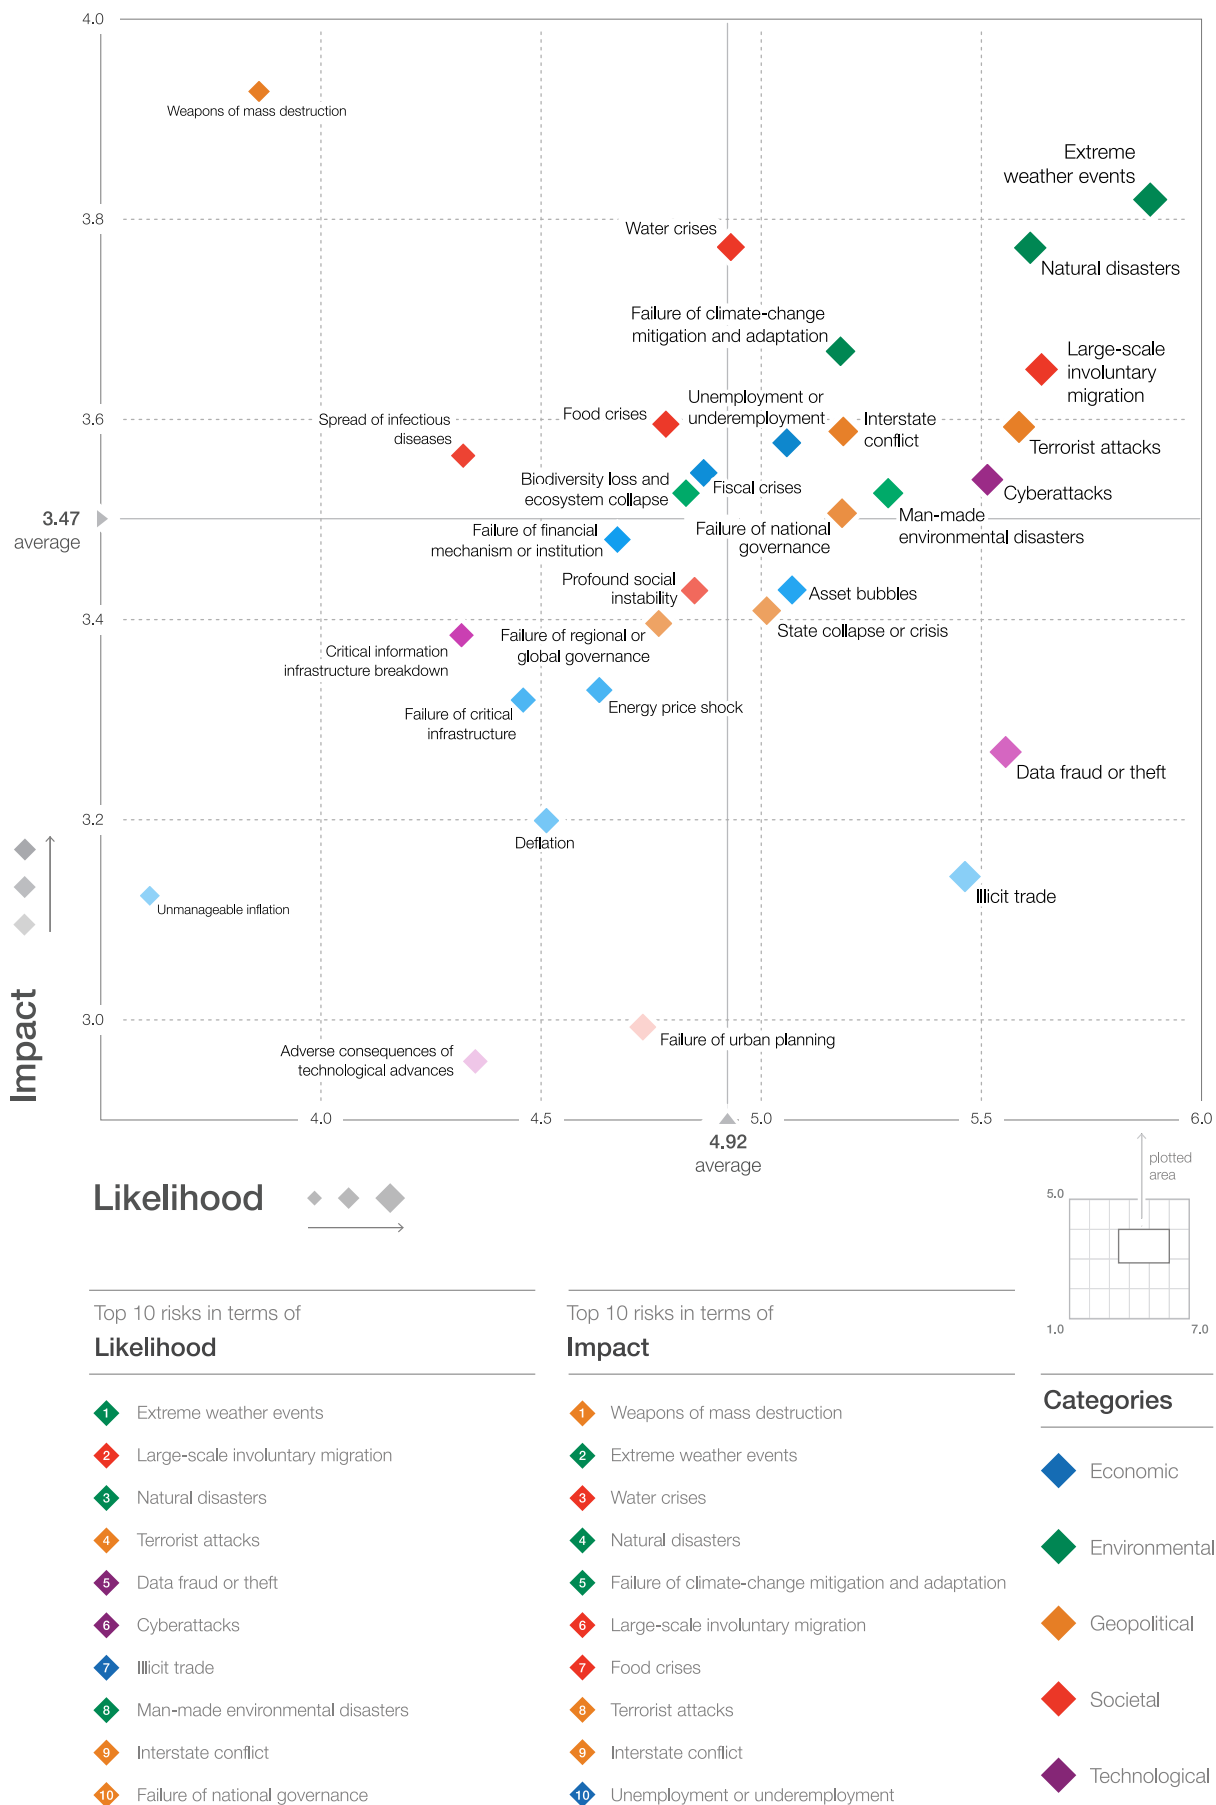 4.0
Weapons of mass destruction
Extreme
weather events
3.8
Water crises
Natural disasters
Failure of climate-change
mitigation and adaptation
Large-scale
involuntary
migration
3.6
Spread of infectious
diseases
Food crises
Unemployment or
underemployment
Interstate
conflict
Terrorist attacks
Biodiversity loss and
ecosystem collapse
Fiscal crises
Cyberattacks
3.47
average
Failure of financial
mechanism or institution
Failure of national
governance
Man-made
environmental disasters
Profound social
instability
Asset bubbles
3.4
Critical information
infrastructure breakdown
Failure of regional or
global governance
State collapse or crisis
Failure of critical
infrastructure
Energy price shock
Data fraud or theft
3.2
Deflation
Illicit trade
Unmanageable inflation
3.0
Failure of urban planning
Adverse consequences of
technological advances
Impact
4.0
4.5
5.0
5.5
6.0
4.92
average
plotted
area
Likelihood
5.0
1.0
7.0
Top 10 risks in terms of
Likelihood
1 Extreme weather events
2 Large-scale involuntary migration
3 Natural disasters
4 Terrorist attacks
5 Data fraud or theft
6 Cyberattacks
7 Illicit trade
8 Man-made environmental disasters
9 Interstate conflict
10 Failure of national governance
Top 10 risks in terms of
Impact
1 Weapons of mass destruction
2 Extreme weather events
3 Water crises
4 Natural disasters
5 Failure of climate-change mitigation and adaptation
6 Large-scale involuntary migration
7 Food crises
8 Terrorist attacks
9 Interstate conflict
10 Unemployment or underemployment
Categories
Economic
Environmental
Geopolitical
Societal
Technological